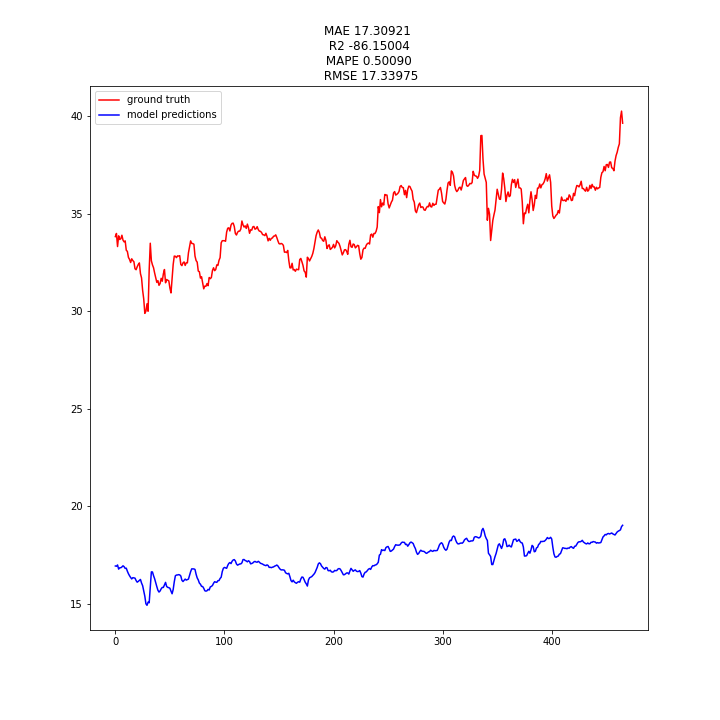 MAE 17.30921
R2 -86.15004
MAPE 0.50090
RMSE 17.33975
ground truth
model predictions
40
35
30
25
20
15
0 100 200 300 400